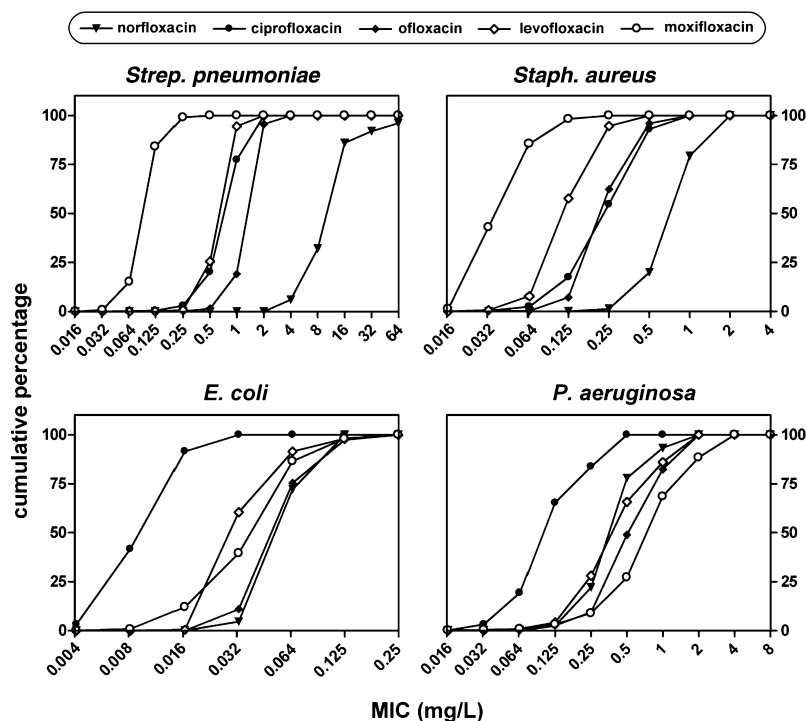 norfloxacin ciprofloxacin ofloxacin levofloxacin moxifloxacin
Strep. pneumoniae
Staph. aureus
100
75
50
25
0
0.016 0.032 0.064 0.125 0.25 0.5 1 2 4 8 16 32 64
100
75
50
25
0
0.016 0.032 0.064 0.125 0.25 0.5 1 2 4
cumulative percentage
E. coli
P. aeruginosa
100
75
50
25
0
0.004 0.008 0.016 0.032 0.064 0.125 0.25
100
75
50
25
0
0.016 0.032 0.064 0.125 0.25 0.5 1 2 4 8
MIC (mg/L)